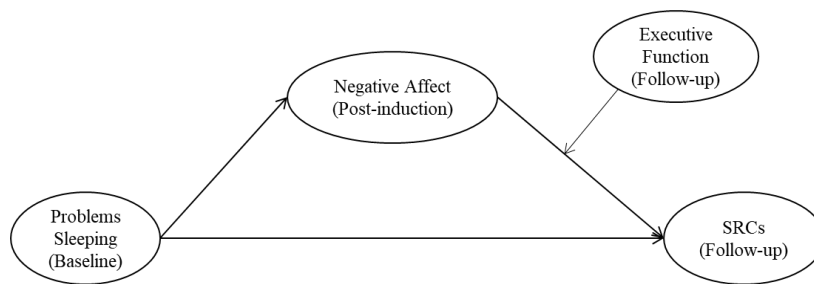 Executive
Function
(Follow-up)
Negative Affect
(Post-induction)
Problems
Sleeping
(Baseline)
SRCs
(Follow-up)